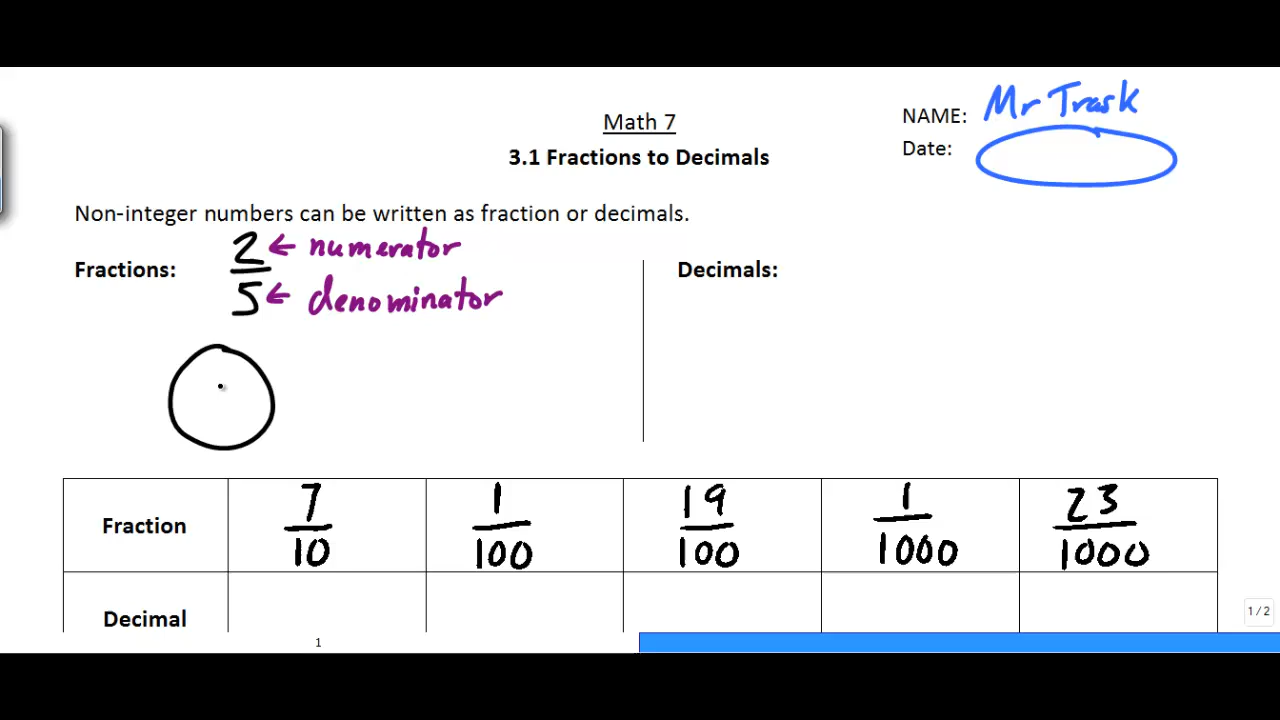 NAME: Mr Trask
Math 7
Date:
3.1 Fractions to Decimals
Non-integer numbers can be written as fraction or decimals.
Fractions:
2 ← numerator
5 ← denominator
Decimals:
Fraction 7/10 1/100 19/100 1/1000 23/1000
Decimal
1
1 / 2